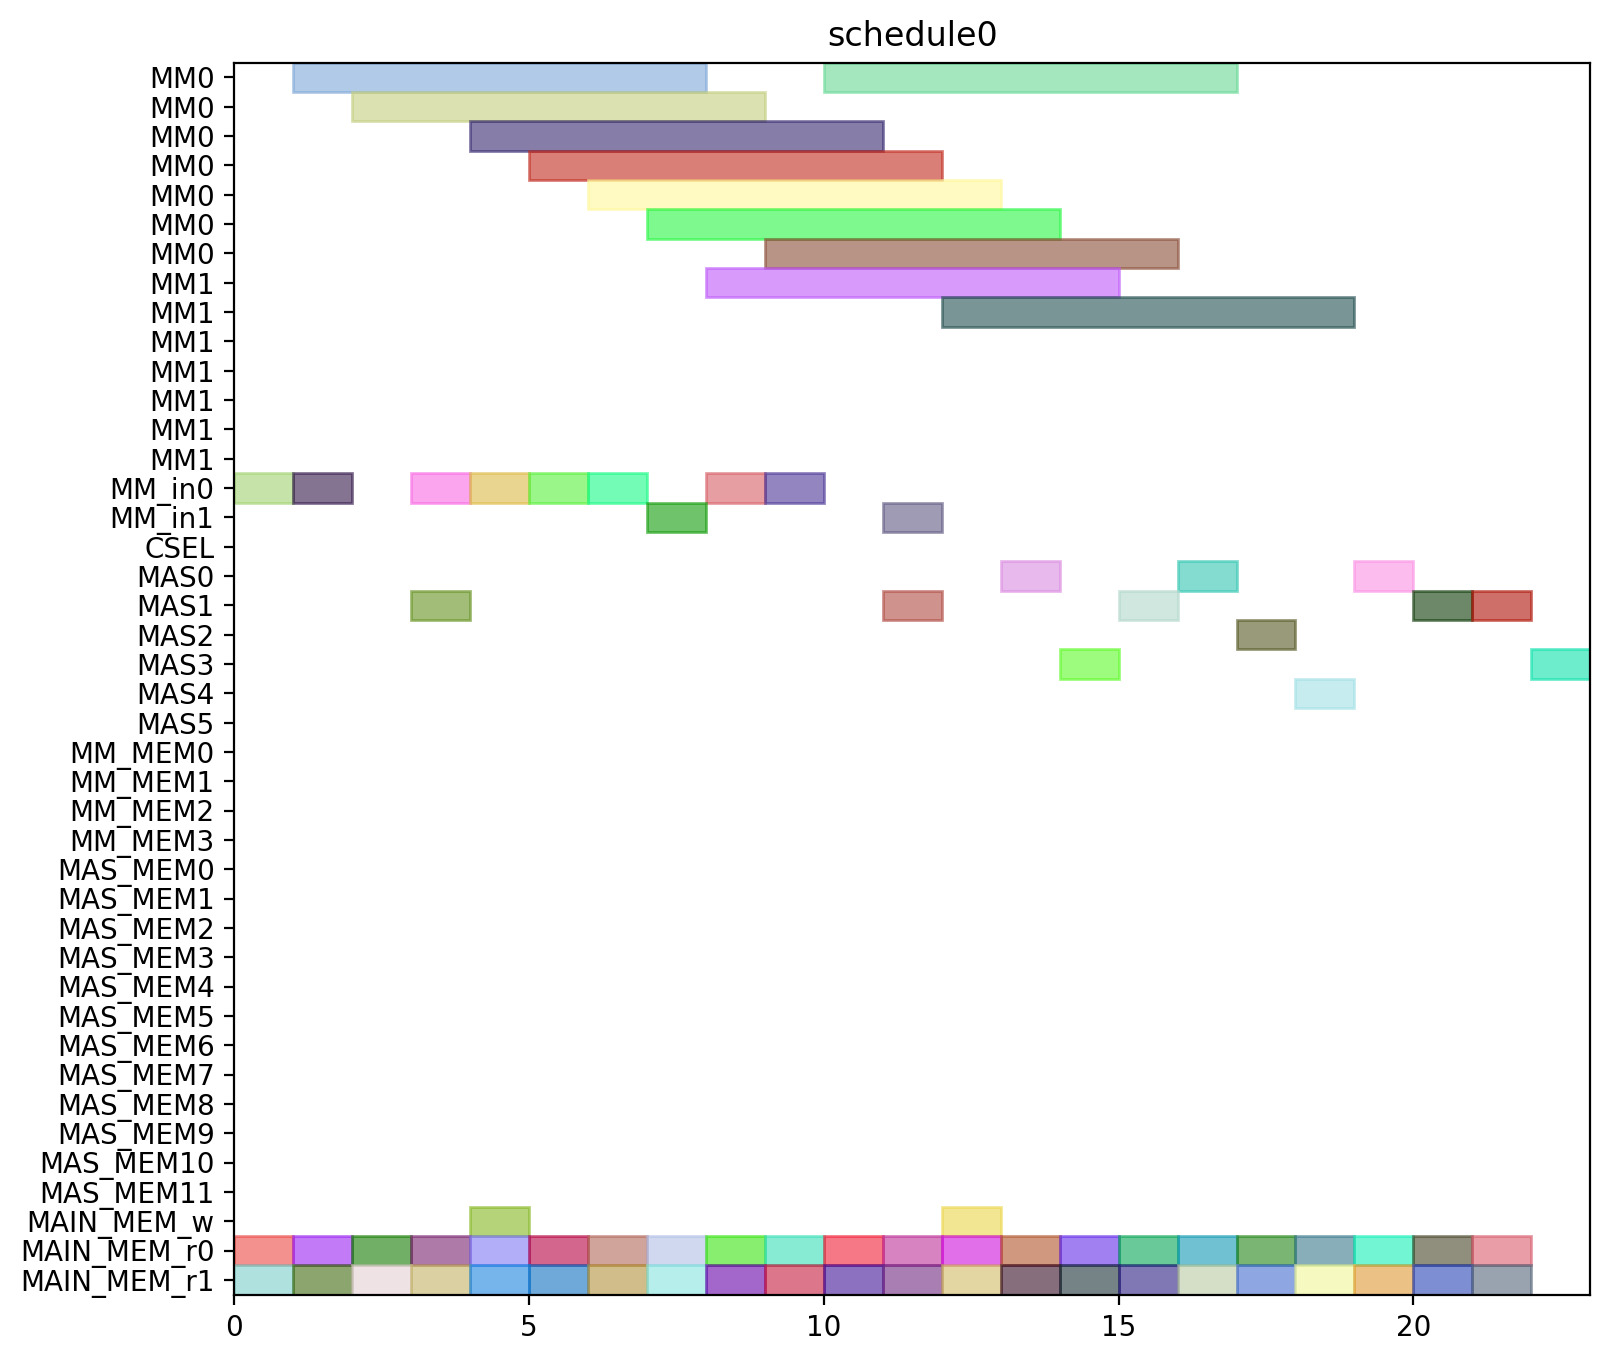 schedule0
MM0
MM0
MM0
MM0
MM0
MM0
MM0
MM1
MM1
MM1
MM1
MM1
MM1
MM1
MM_in0
MM_in1
CSEL
MAS0
MAS1
MAS2
MAS3
MAS4
MAS5
MM_MEM0
MM_MEM1
MM_MEM2
MM_MEM3
MAS_MEM0
MAS_MEM1
MAS_MEM2
MAS_MEM3
MAS_MEM4
MAS_MEM5
MAS_MEM6
MAS_MEM7
MAS_MEM8
MAS_MEM9
MAS_MEM10
MAS_MEM11
MAIN_MEM_w
MAIN_MEM_r0
MAIN_MEM_r1
0 5 10 15 20